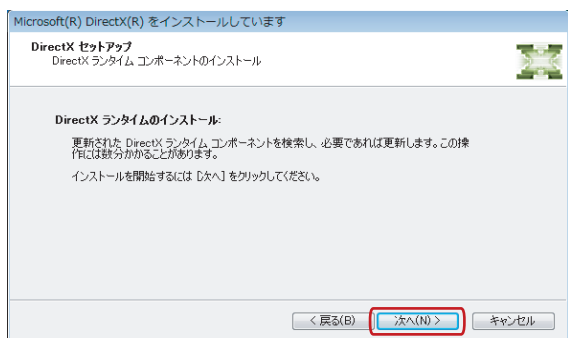 Microsoft(R) DirectX(R) をインストールしています
DirectX セットアップ
DirectX ランタイム コンポーネントのインストール
DirectX ランタイムのインストール:
更新された DirectX ランタイム コンポーネントを検索し、必要であれば更新します。この操
作には数分かかることがあります。
インストールを開始するには [次へ] をクリックしてください。
< 戻る(B)
次へ(N) >
キャンセル